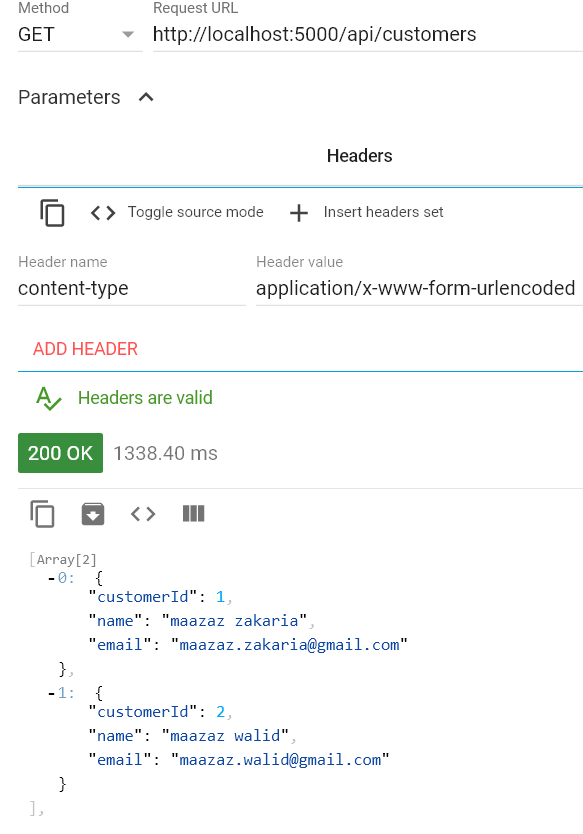 Method Request URL
GET http://localhost:5000/api/customers
Parameters
Headers
Toggle source mode Insert headers set
Header name Header value
content-type application/x-www-form-urlencoded
ADD HEADER
Headers are valid
200 OK 1338.40 ms
[Array[2]
-0: {
"customerId": 1,
"name": "maazaz zakaria",
"email": "maazaz.zakaria@gmail.com"
},
-1: {
"customerId": 2,
"name": "maazaz walid",
"email": "maazaz.walid@gmail.com"
}
],